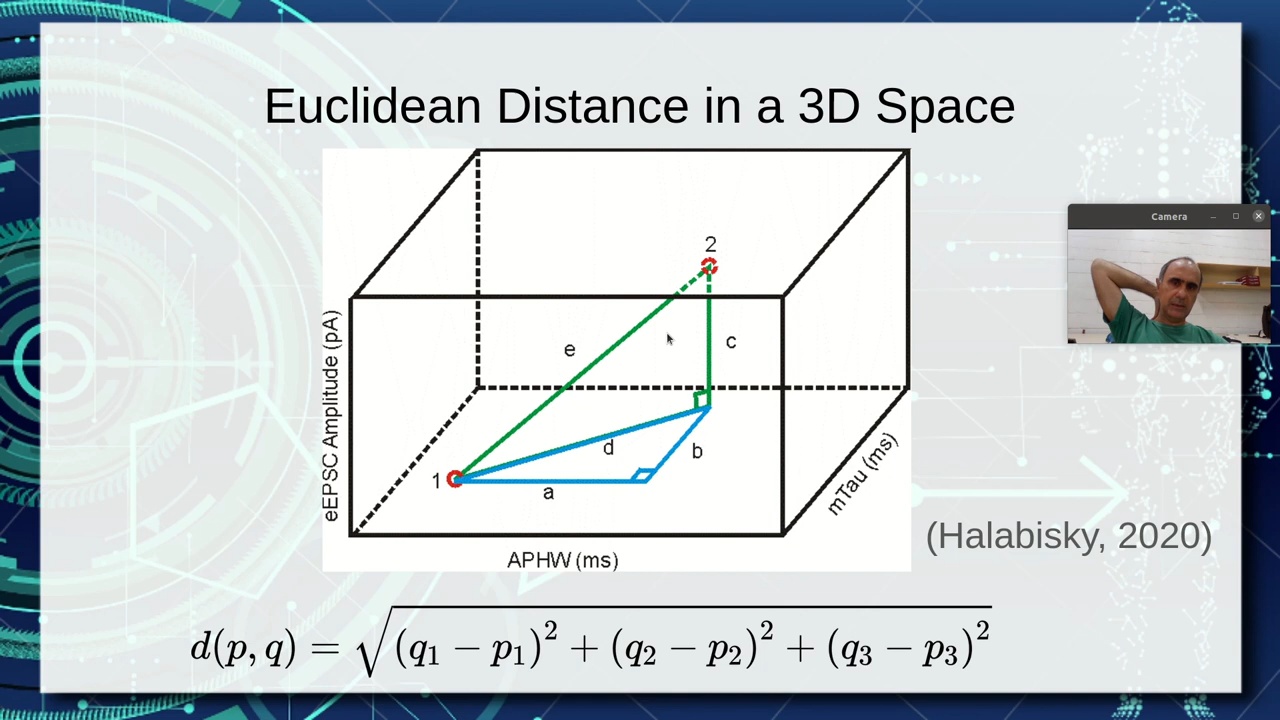 Euclidean Distance in a 3D Space
2
Camera
e
c
eEPSC Amplitude (pA)
d
b
1
a
mTau (ms)
APHW (ms)
(Halabisky, 2020)
d(p, q) = √(q₁ − p₁)² + (q₂ − p₂)² + (q₃ − p₃)²